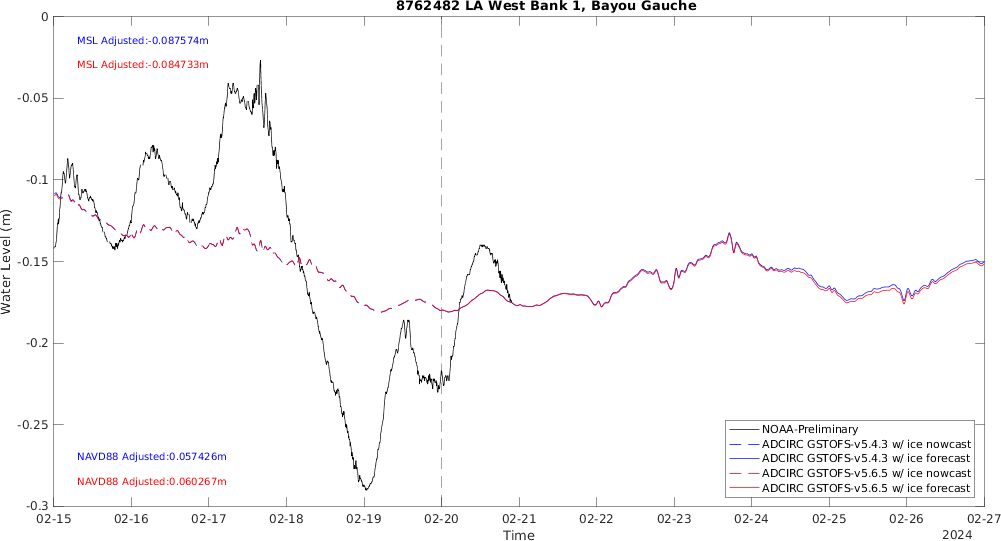 8762482 LA West Bank 1, Bayou Gauche
0
-0.05
-0.1
-0.15
-0.2
-0.25
-0.3
Water Level (m)
MSL Adjusted:-0.087574m
MSL Adjusted:-0.084733m
NAVD88 Adjusted:0.057426m
NAVD88 Adjusted:0.060267m
NOAA-Preliminary
ADCIRC GSTOFS-v5.4.3 w/ ice nowcast
ADCIRC GSTOFS-v5.4.3 w/ ice forecast
ADCIRC GSTOFS-v5.6.5 w/ ice nowcast
ADCIRC GSTOFS-v5.6.5 w/ ice forecast
02-15 02-16 02-17 02-18 02-19 02-20 02-21 02-22 02-23 02-24 02-25 02-26 02-27
Time
2024